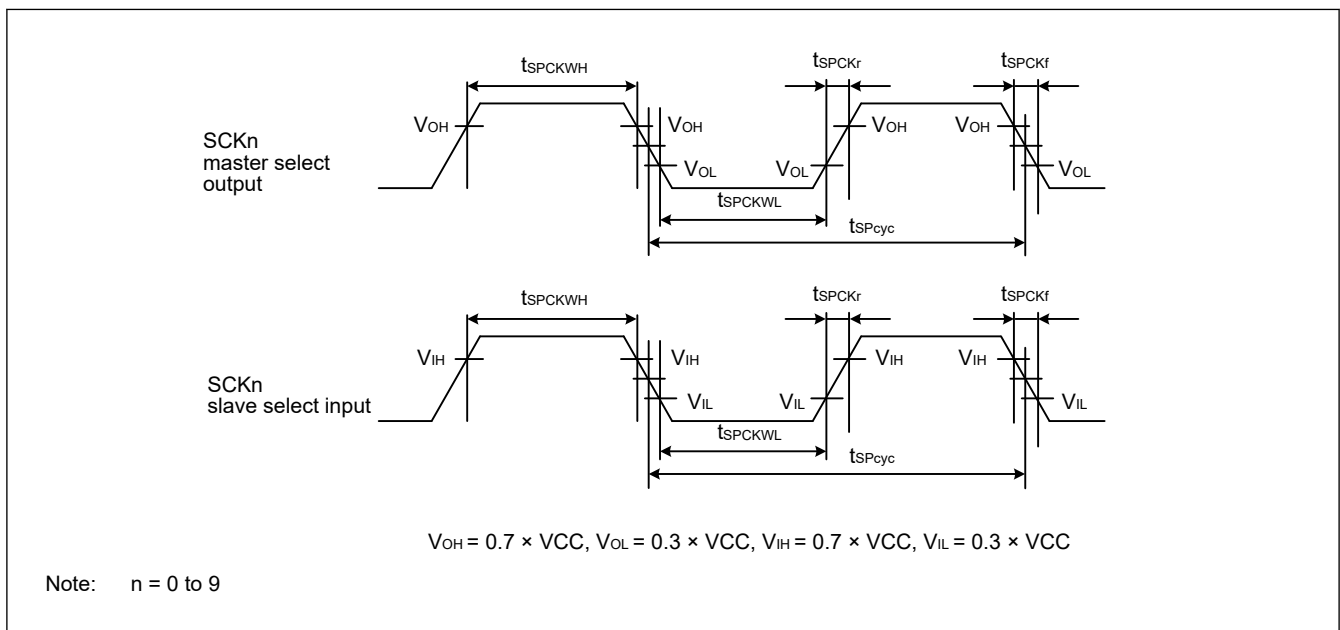 tSPCKWH
tSPCKr
tSPCKf
SCKn
master select
output
VOH
VOH
VOH
VOH
VOL
VOL
VOL
tSPCKWL
tSPcyc
tSPCKWH
tSPCKr
tSPCKf
SCKn
slave select input
VIH
VIH
VIH
VIH
VIL
VIL
VIL
tSPCKWL
tSPcyc
VOH = 0.7 × VCC, VOL = 0.3 × VCC, VIH = 0.7 × VCC, VIL = 0.3 × VCC
Note: n = 0 to 9